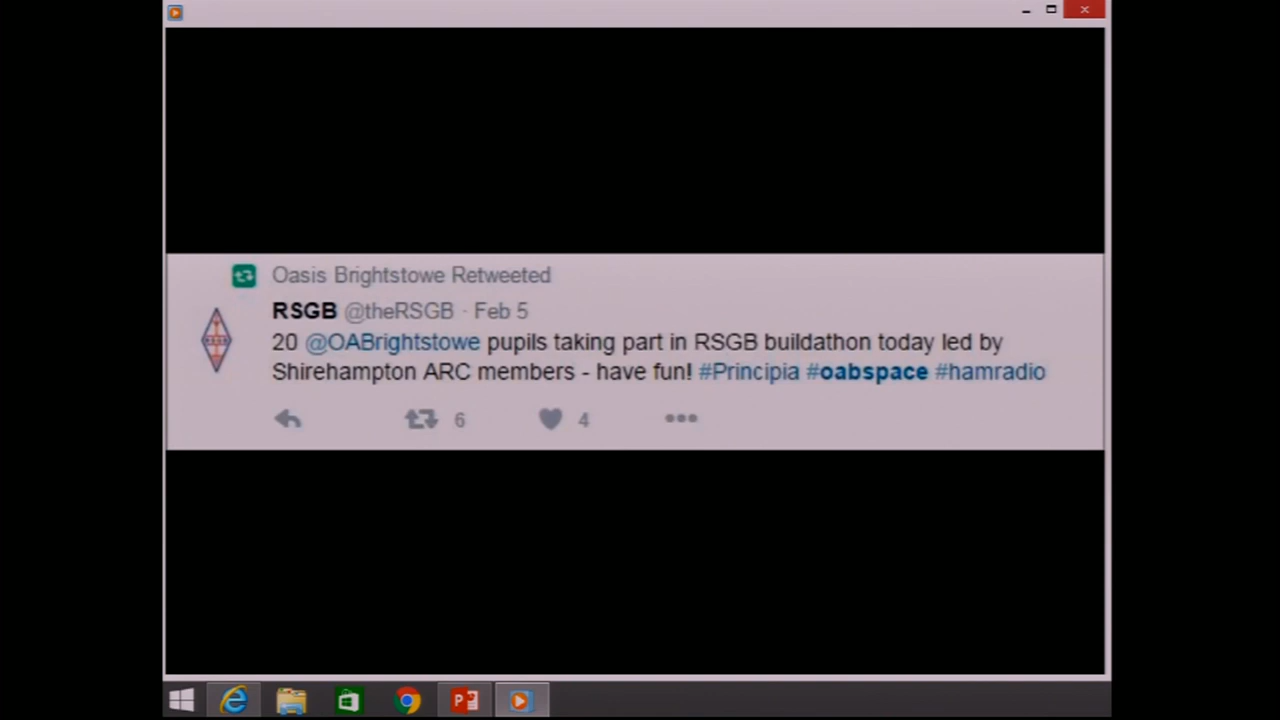 Oasis Brightstowe Retweeted
RSGB @theRSGB · Feb 5
20 @OABrightstowe pupils taking part in RSGB buildathon today led by
Shirehampton ARC members - have fun! #Principia #oabspace #hamradio
6 4